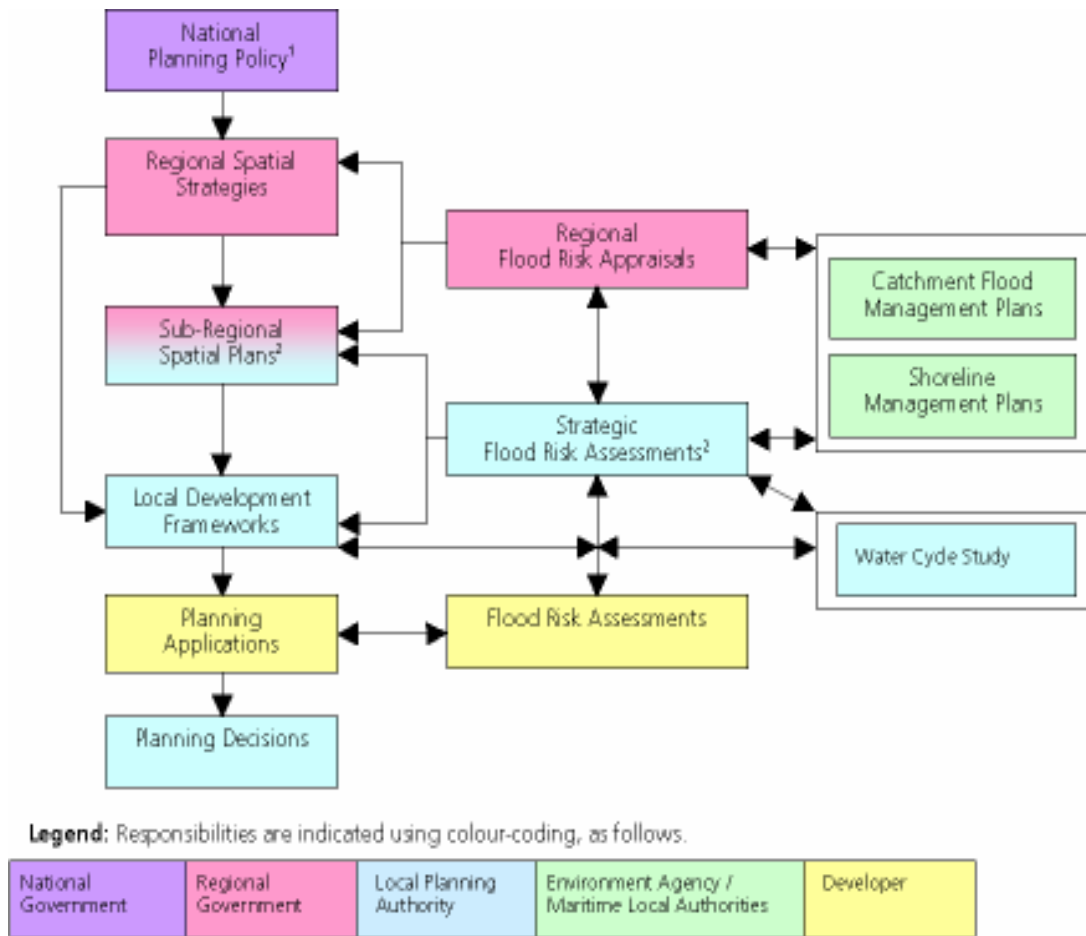 National
Planning Policy¹
Regional Spatial
Strategies
Regional
Flood Risk Appraisals
Catchment Flood
Management Plans
Sub-Regional
Spatial Plans²
Shoreline
Management Plans
Strategic
Flood Risk Assessments²
Local Development
Frameworks
Water Cycle Study
Planning
Applications
Flood Risk Assessments
Planning Decisions
Legend: Responsibilities are indicated using colour-coding, as follows.
National
Government
Regional
Government
Local Planning
Authority
Environment Agency /
Maritime Local Authorities
Developer